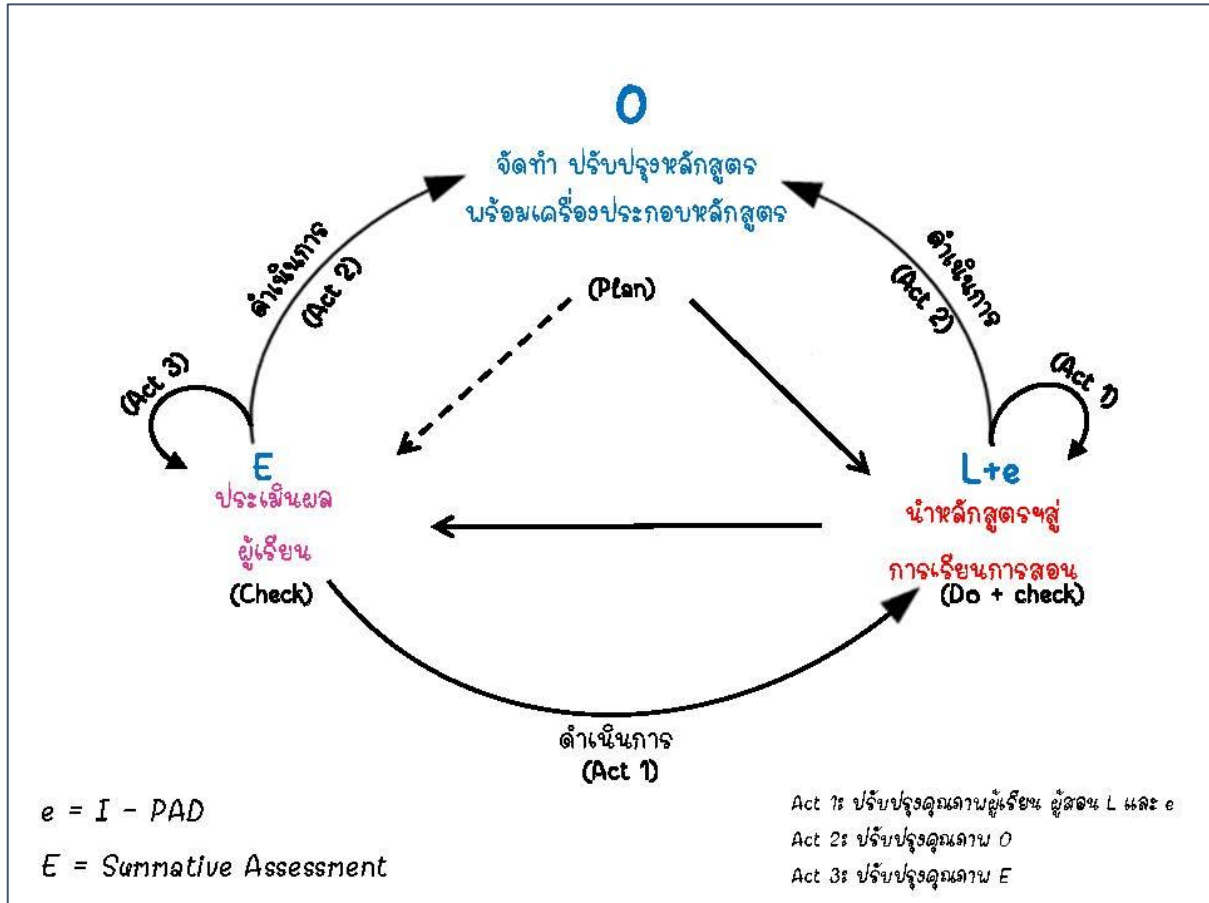 O
จัดทำ ปรับปรุงหลักสูตร
พร้อมเครื่องประกอบหลักสูตร
(Plan)
ดำเนินการ
(Act 2)
ดำเนินการ
(Act 2)
(Act 3)
(Act 1)
E
ประเมินผล
ผู้เรียน
(Check)
L+e
นำหลักสูตรฯสู่
การเรียนการสอน
(Do + check)
ดำเนินการ
(Act 1)
e = I - PAD
E = Summative Assessment
Act 1: ปรับปรุงคุณภาพผู้เรียน ผู้สอน L และ e
Act 2: ปรับปรุงคุณภาพ O
Act 3: ปรับปรุงคุณภาพ E